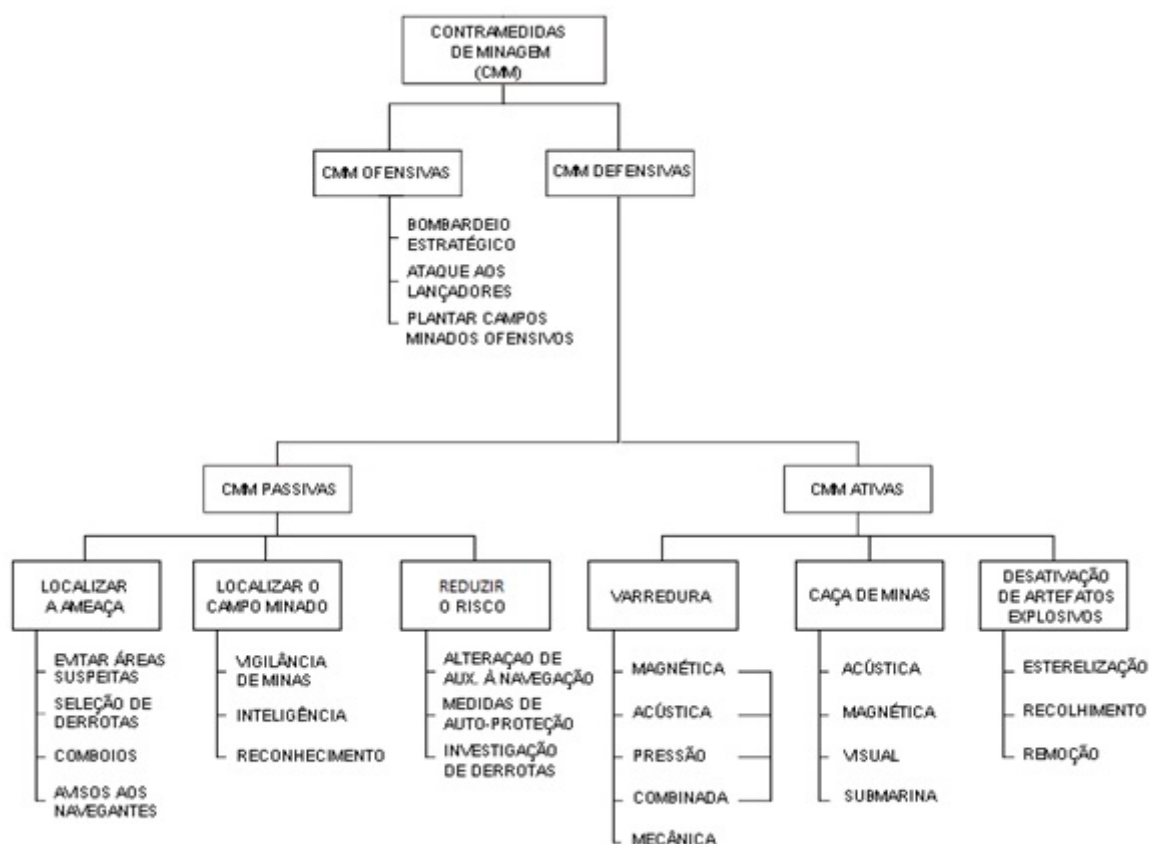 CONTRAMEDIDAS
DE MINAGEM
(CMM)
CMM OFENSIVAS
CMM DEFENSIVAS
BOMBARDEIO
ESTRATÉGICO
ATAQUE AOS
LANÇADORES
PLANTAR CAMPOS
MINADOS OFENSIVOS
CMM PASSIVAS
CMM ATIVAS
LOCALIZAR
A AMEAÇA
EVITAR ÁREAS
SUSPEITAS
SELEÇÃO DE
DERROTAS
COMBOIOS
AVISOS AOS
NAVEGANTES
LOCALIZAR O
CAMPO MINADO
VIGILÂNCIA
DE MINAS
INTELIGÊNCIA
RECONHECIMENTO
REDUZIR
O RISCO
ALTERAÇAO DE
AUX. À NAVEGAÇÃO
MEDIDAS DE
AUTO-PROTEÇÃO
INVESTIGAÇÃO
DE DERROTAS
VARREDURA
MAGNÉTICA
ACÚSTICA
PRESSÃO
COMBINADA
MECÂNICA
CAÇA DE MINAS
ACÚSTICA
MAGNÉTICA
VISUAL
SUBMARINA
DESATIVAÇÃO
DE ARTEFATOS
EXPLOSIVOS
ESTERELIZAÇÃO
RECOLHIMENTO
REMOÇÃO